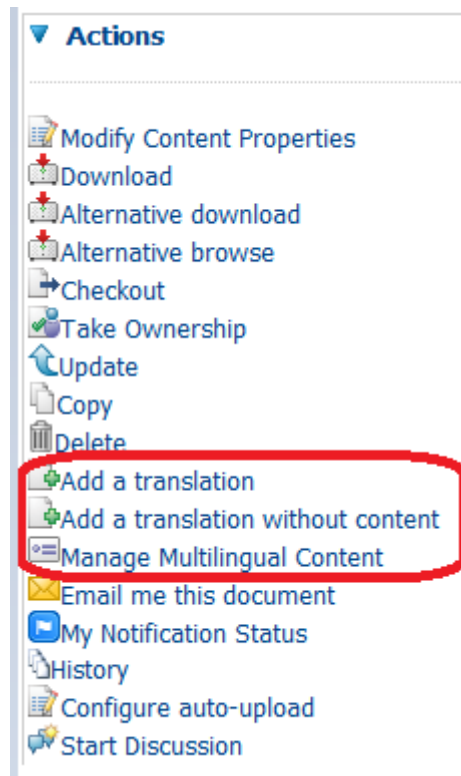 Actions
Modify Content Properties
Download
Alternative download
Alternative browse
Checkout
Take Ownership
Update
Copy
Delete
Add a translation
Add a translation without content
Manage Multilingual Content
Email me this document
My Notification Status
History
Configure auto-upload
Start Discussion